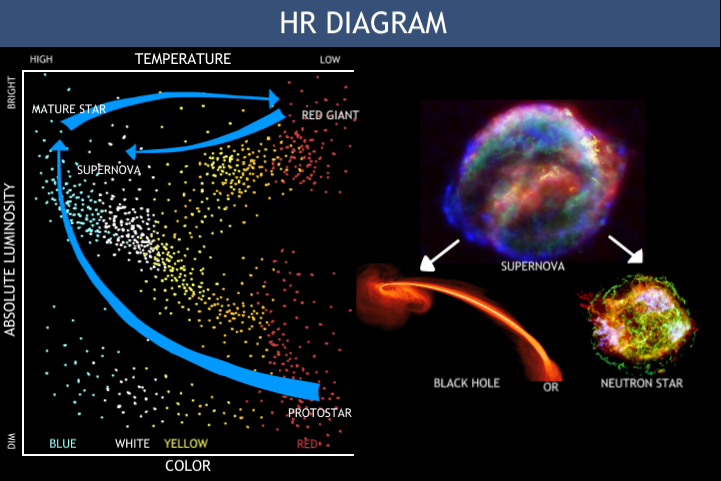 HR DIAGRAM
HIGH
TEMPERATURE
LOW
BRIGHT
MATURE STAR
RED GIANT
SUPERNOVA
ABSOLUTE LUMINOSITY
PROTOSTAR
DIM
BLUE
WHITE
YELLOW
RED
COLOR
SUPERNOVA
BLACK HOLE
OR
NEUTRON STAR